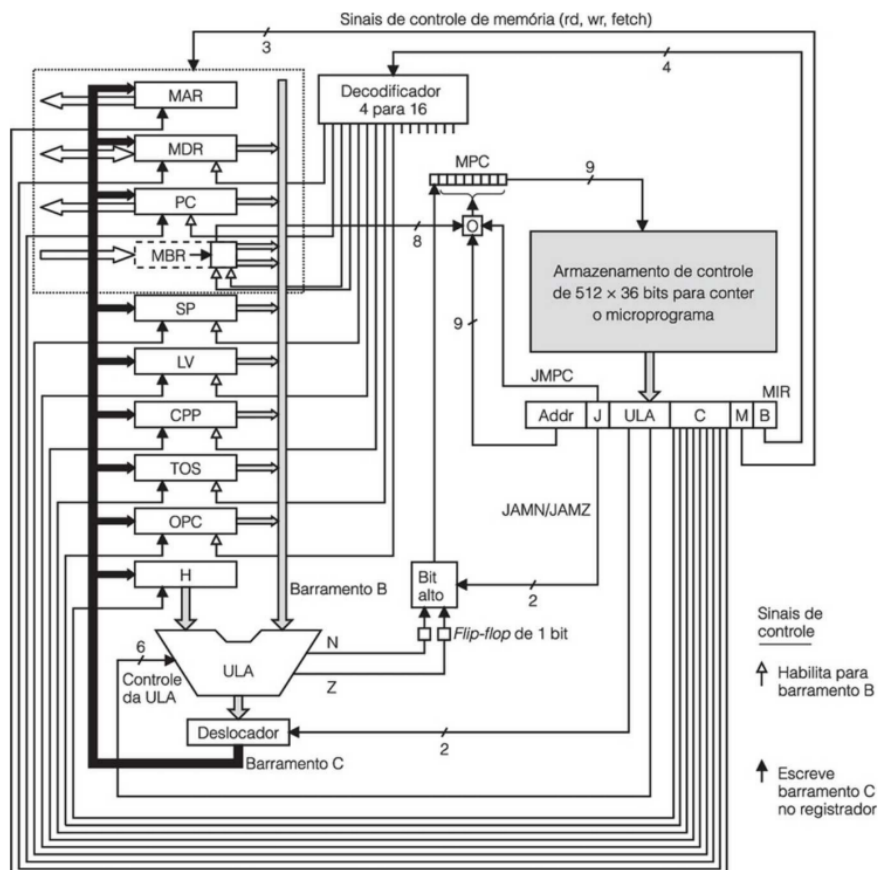 Sinais de controle de memória (rd, wr, fetch)
3
4
MAR
Decodificador
4 para 16
MDR
MPC
9
PC
O
8
MBR
Armazenamento de controle
de 512 × 36 bits para conter
o microprograma
SP
9
LV
JMPC
MIR
Addr
J
ULA
C
M
B
CPP
TOS
JAMN/JAMZ
OPC
H
Barramento B
Bit
alto
2
Sinais de
controle
N
Flip-flop de 1 bit
6
ULA
Controle
da ULA
Z
Habilita para
barramento B
Deslocador
2
Barramento C
Escreve
barramento C
no registrador